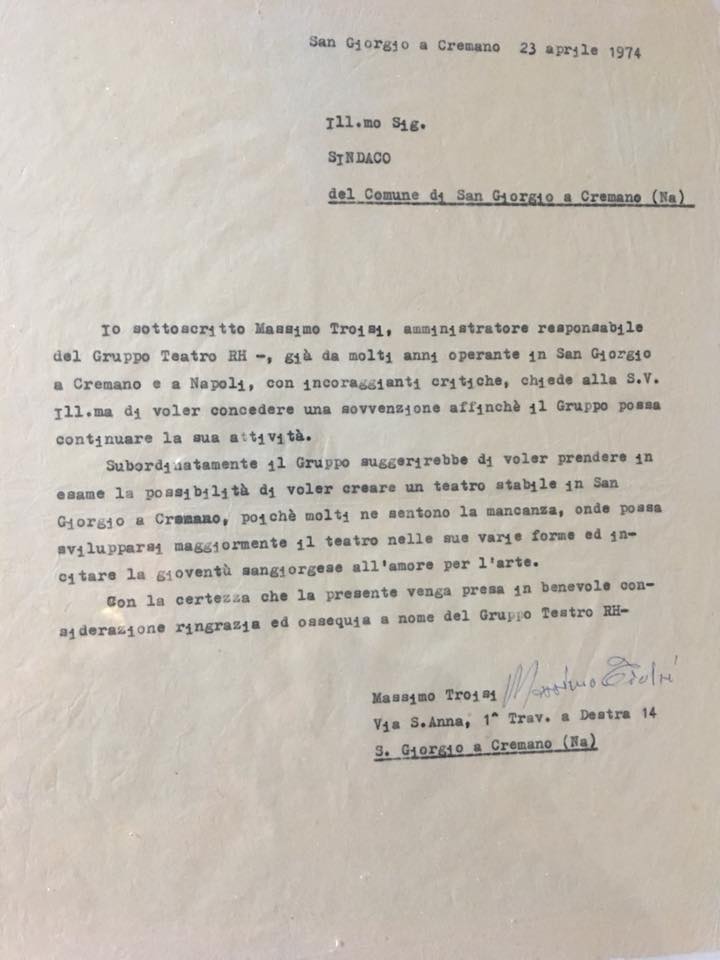 San Giorgio a Cremano 23 aprile 1974
Ill.mo Sig.
SINDACO
del Comune di San Giorgio a Cremano (Na)
Io sottoscritto Massimo Troisi, amministratore responsabile
del Gruppo Teatro RH -, già da molti anni operante in San Giorgio
a Cremano e a Napoli, con incoraggianti critiche, chiede alla S.V.
Ill.ma di voler concedere una sovvenzione affinchè il Gruppo possa
continuare la sua attività.
Subordinatamente il Gruppo suggerirebbe di voler prendere in
esame la possibilità di voler creare un teatro stabile in San
Giorgio a Cremano, poichè molti ne sentono la mancanza, onde possa
svilupparsi maggiormente il teatro nelle sue varie forme ed in-
citare la gioventù sangiorgese all'amore per l'arte.
Con la certezza che la presente venga presa in benevole con-
siderazione ringrazia ed ossequia a nome del Gruppo Testro RH-
Massimo Troisi Massimo Troisi
Via S.Anna, 1^ Trav. a Destra 14
S. Giorgio a Cremano (Na)